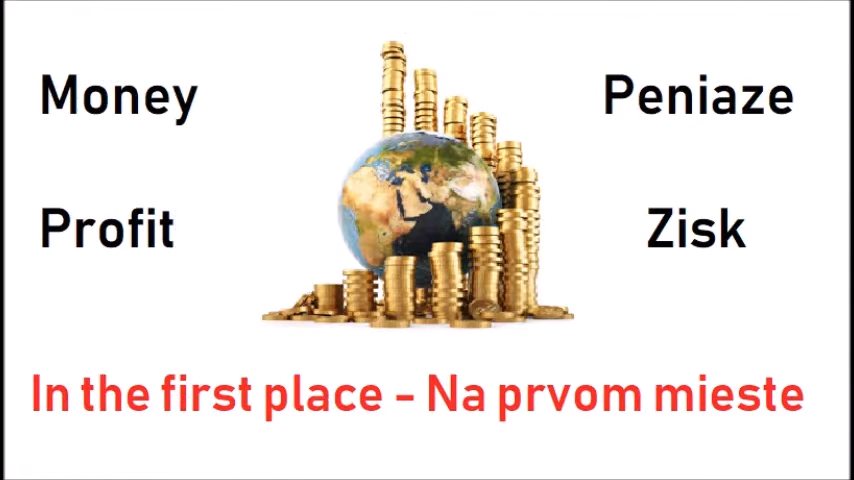 Money Peniaze
Profit Zisk
In the first place - Na prvom mieste